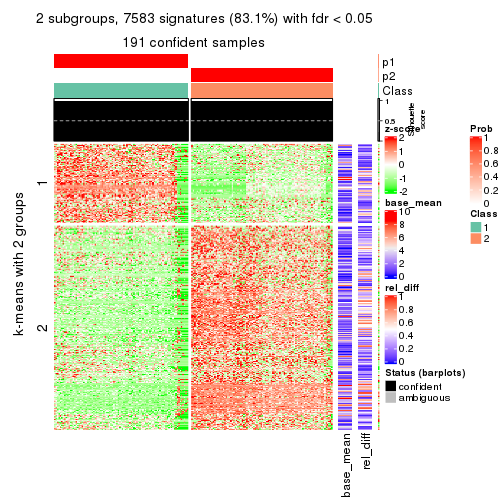 2 subgroups, 7583 signatures (83.1%) with fdr < 0.05
191 confident samples
p1
p2
Class
1
0.5
Silhouette
score
k-means with 2 groups
1
2
base_mean
rel_diff
z-score
2
1
0
-1
-2
base_mean
10
8
6
4
2
0
rel_diff
1
0.8
0.6
0.4
0.2
0
Status (barplots)
confident
ambiguous
Prob
1
0.8
0.6
0.4
0.2
0
Class
1
2